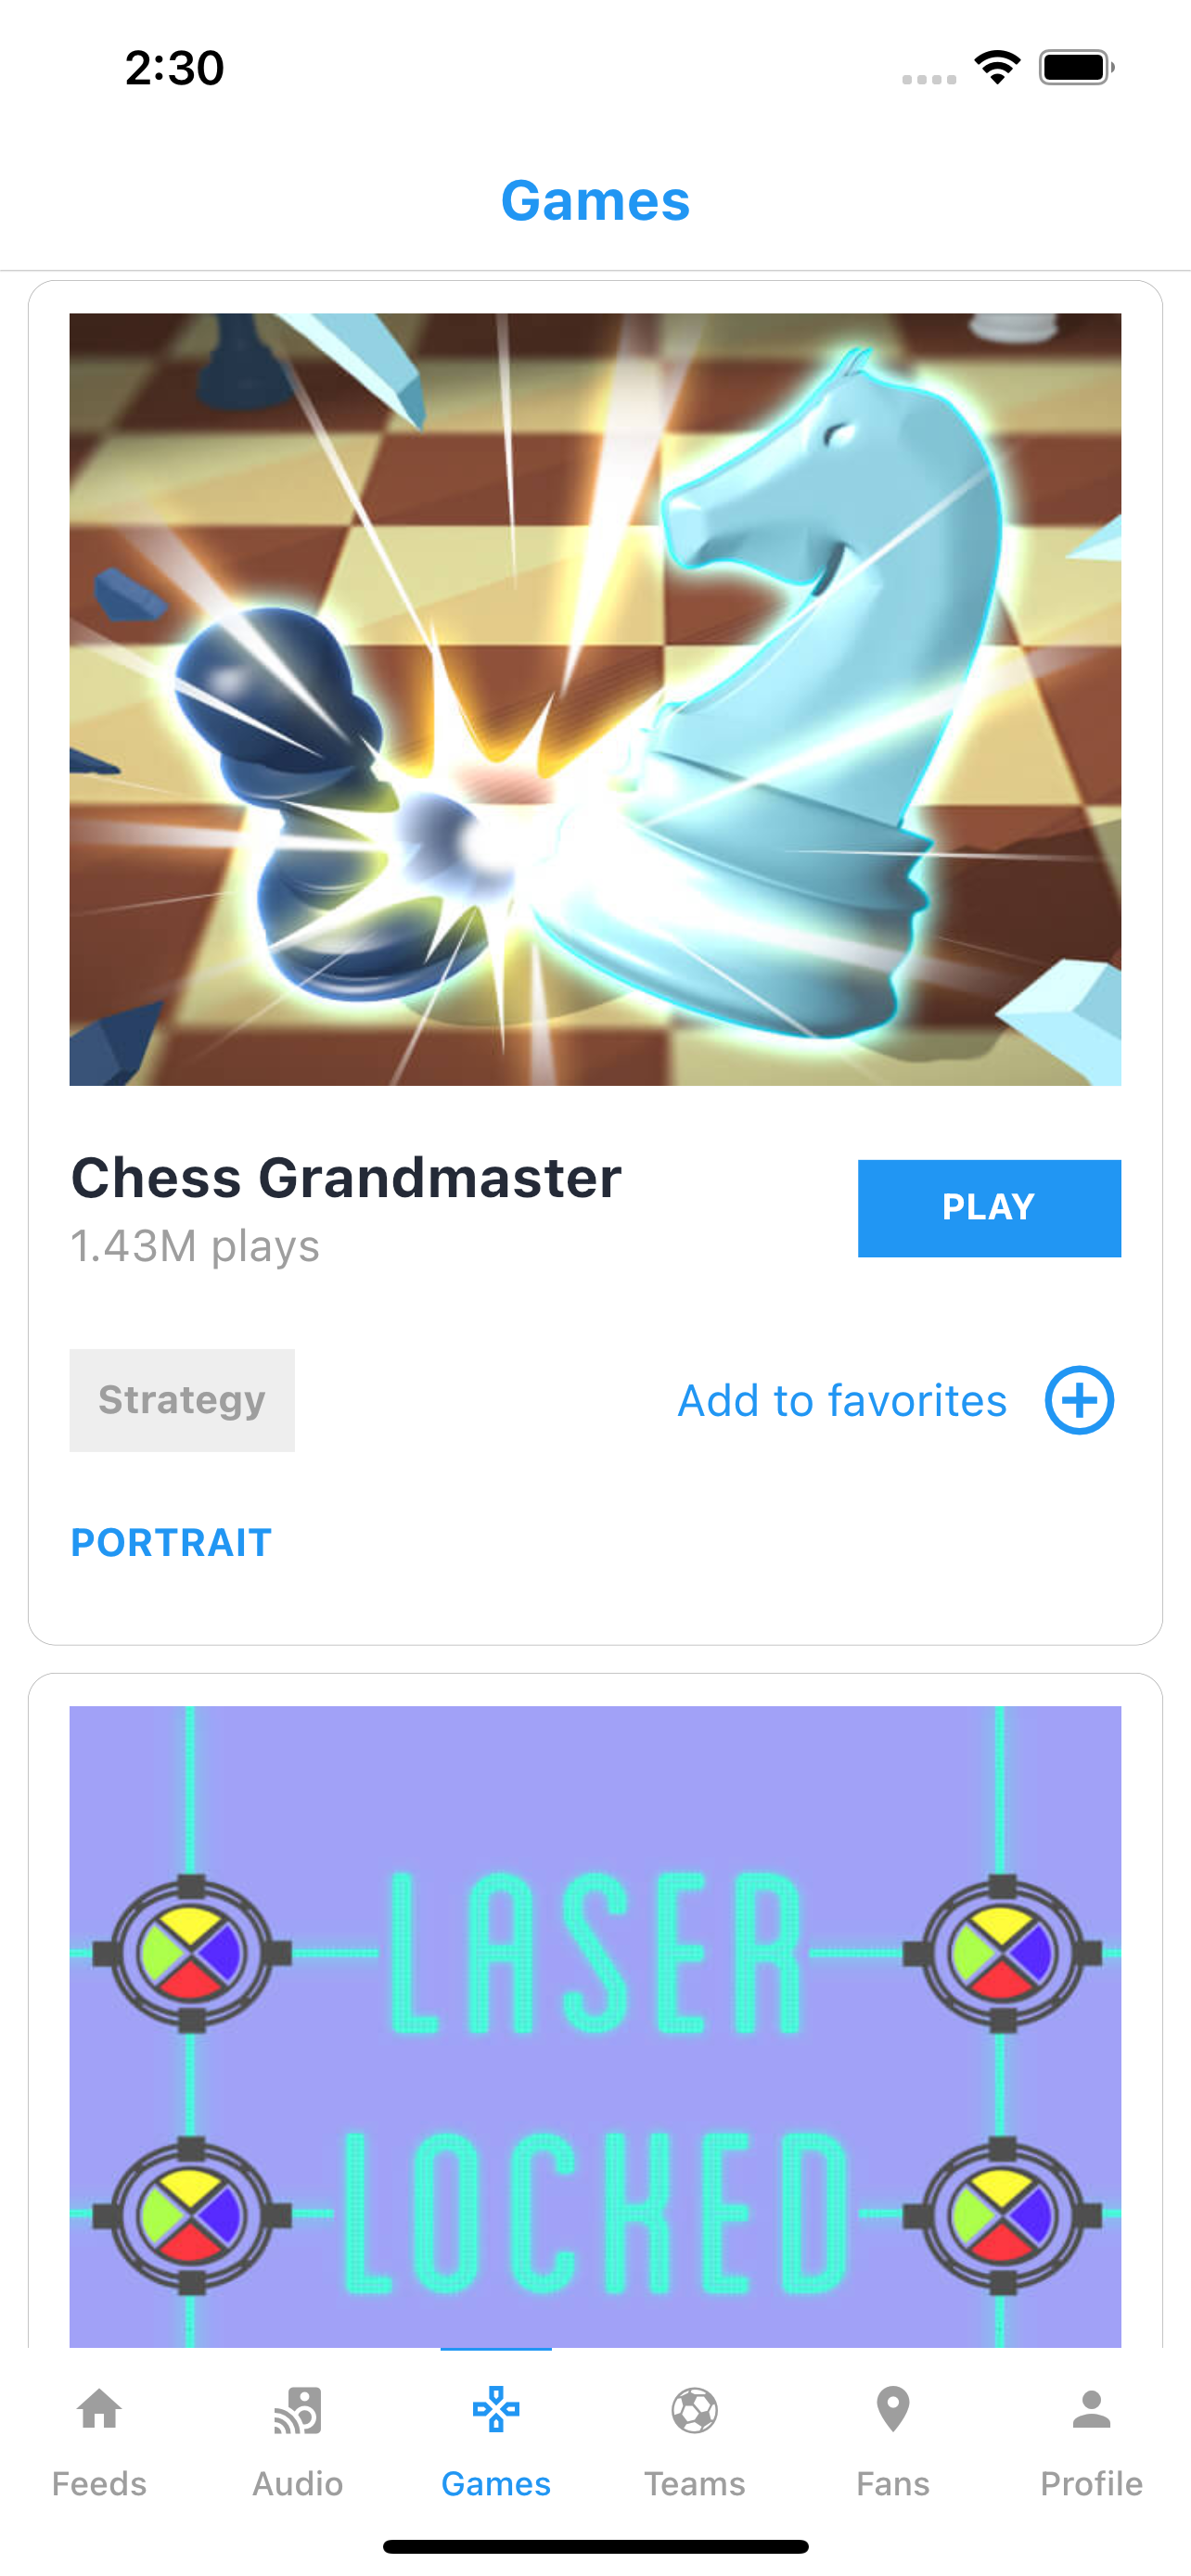 2:30
Games
Chess Grandmaster
1.43M plays
PLAY
Strategy
Add to favorites
PORTRAIT
LASER
LOCKED
Feeds
Audio
Games
Teams
Fans
Profile